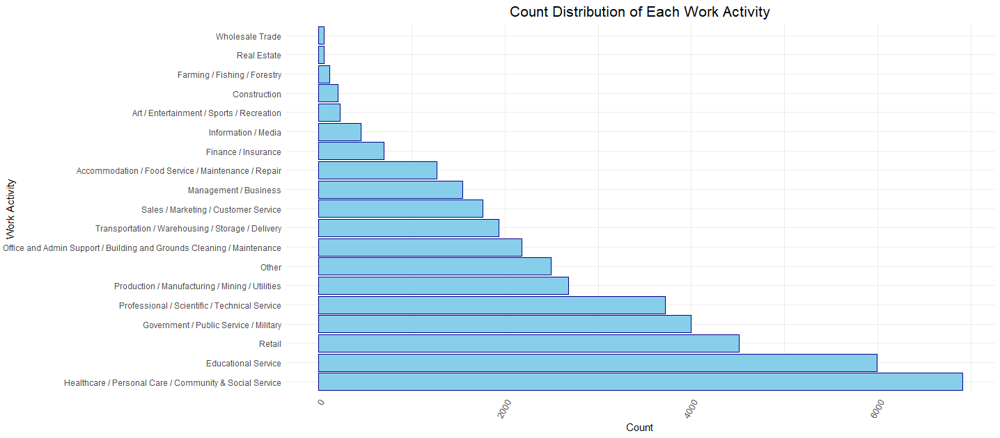 Count Distribution of Each Work Activity
Wholesale Trade
Real Estate
Farming / Fishing / Forestry
Construction
Art / Entertainment / Sports / Recreation
Information / Media
Finance / Insurance
Accommodation / Food Service / Maintenance / Repair
Management / Business
Sales / Marketing / Customer Service
Transportation / Warehousing / Storage / Delivery
Office and Admin Support / Building and Grounds Cleaning / Maintenance
Other
Production / Manufacturing / Mining / Utilities
Professional / Scientific / Technical Service
Government / Public Service / Military
Retail
Educational Service
Healthcare / Personal Care / Community & Social Service
Work Activity
0
2000
4000
6000
Count